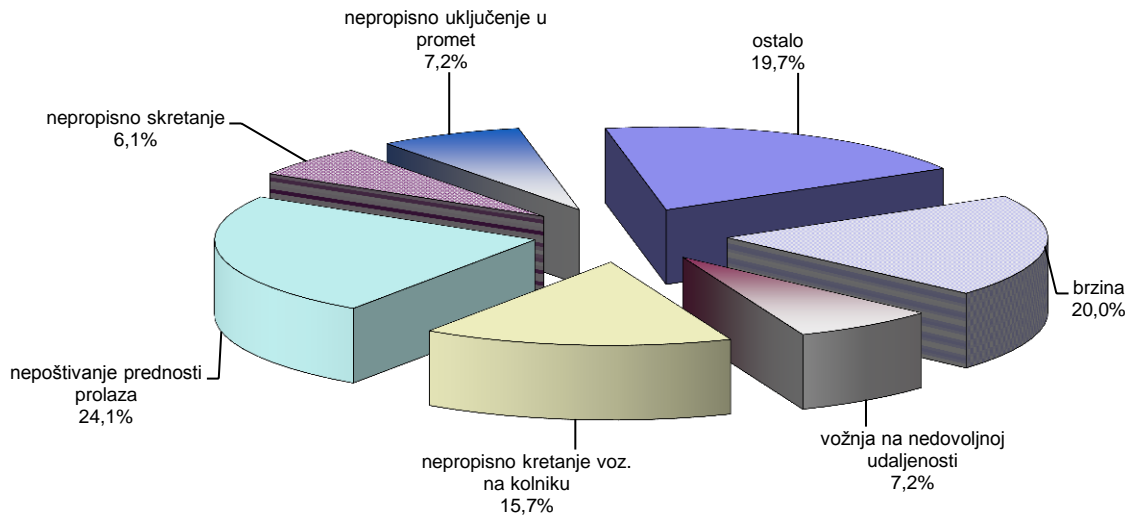 nepropisno uključenje u
promet
7,2%
ostalo
19,7%
nepropisno skretanje
6,1%
brzina
20,0%
nepoštivanje prednosti
prolaza
24,1%
vožnja na nedovoljnoj
udaljenosti
7,2%
nepropisno kretanje voz.
na kolniku
15,7%